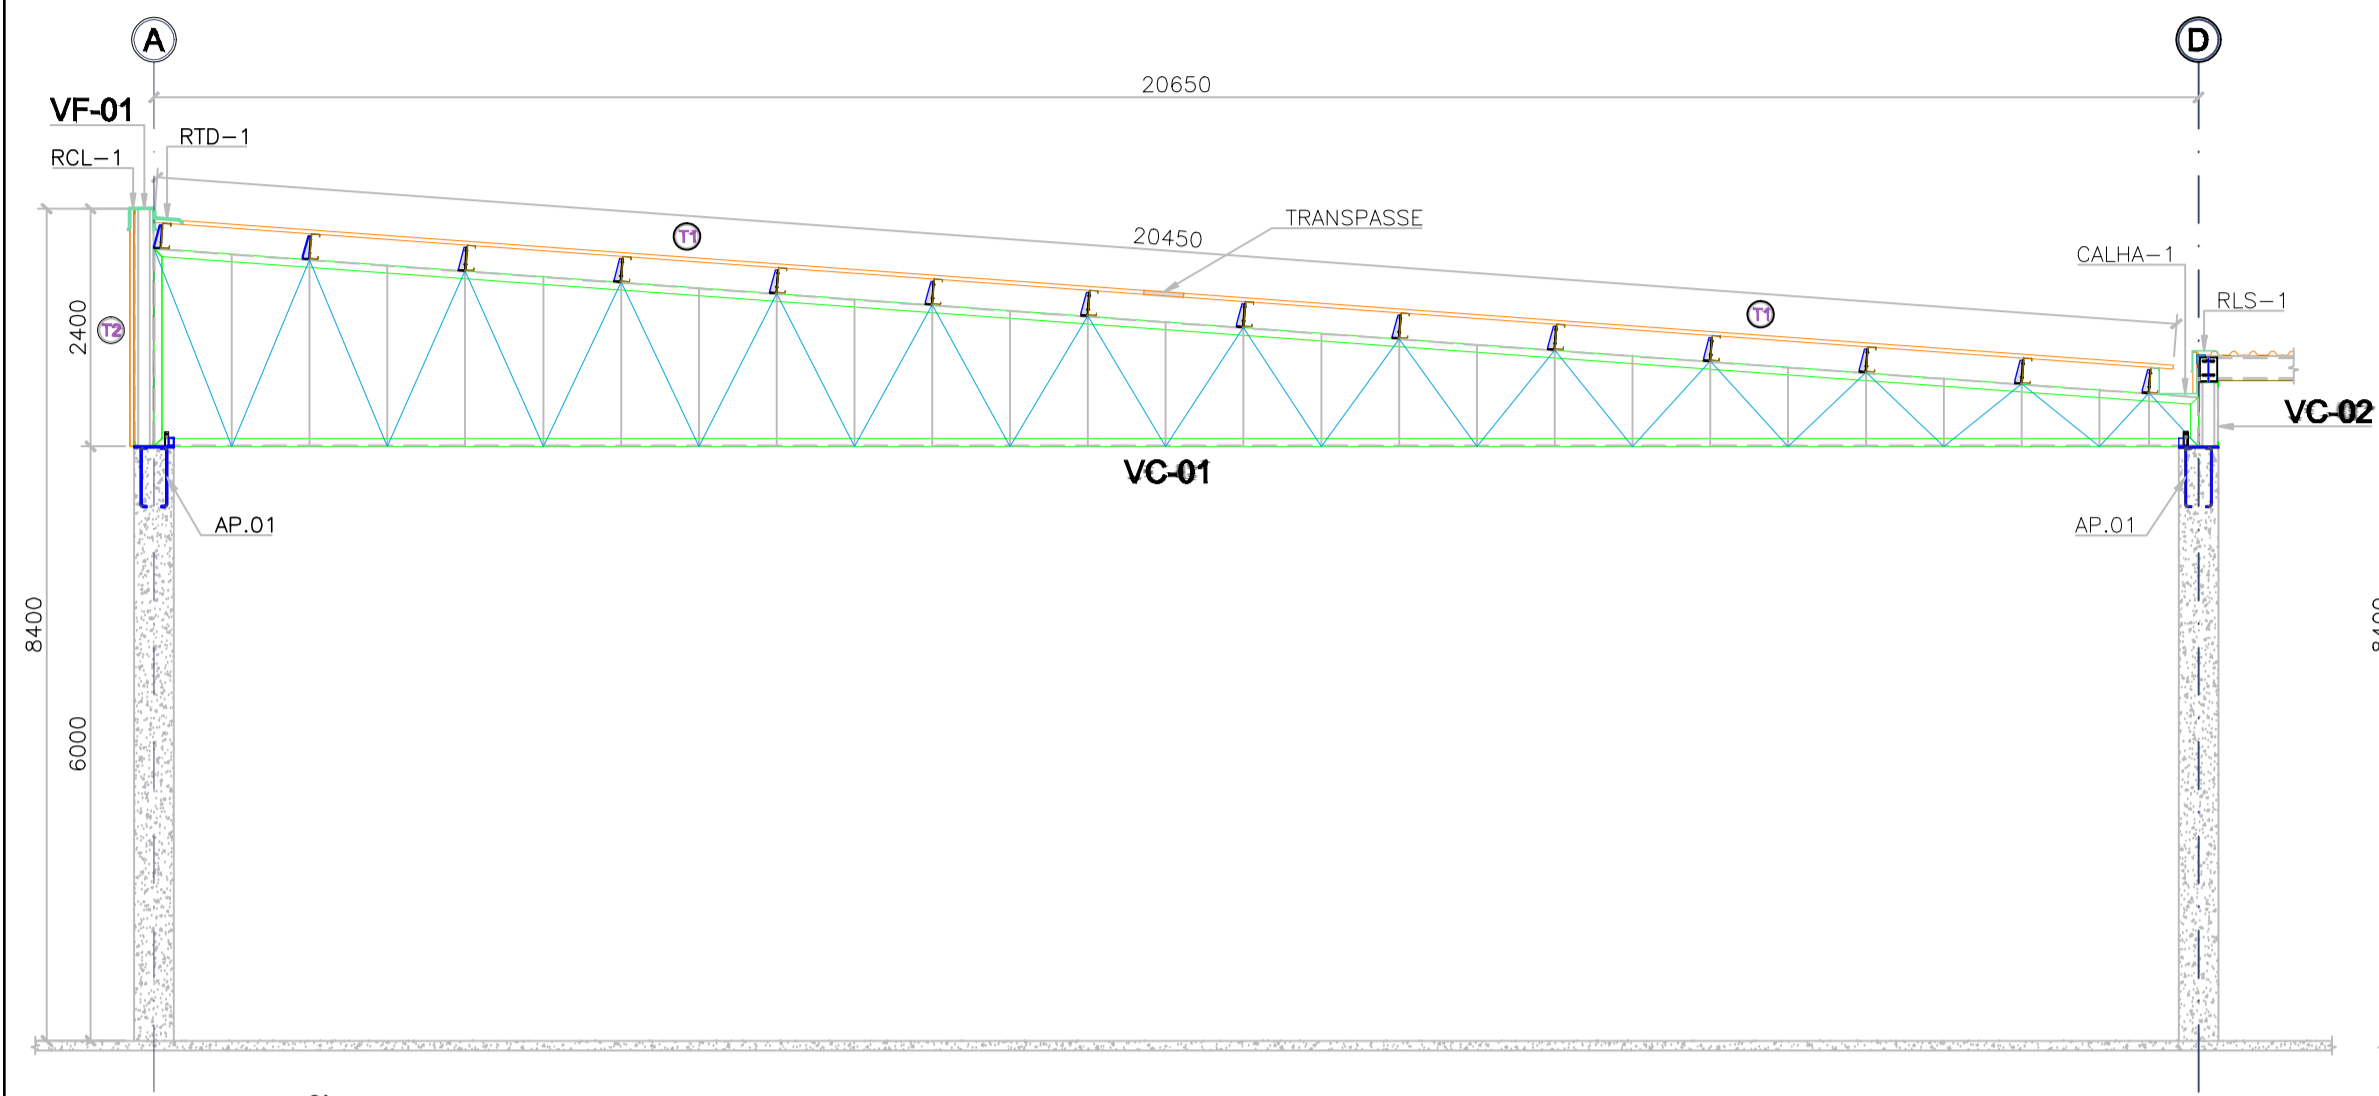 A
D
20650
VF-01
RTD-1
RCL-1
TRANSPASSE
T1
20450
CALHA-1
RLS-1
T1
T2
2400
VC-02
VC-01
AP.01
AP.01
8400
6000